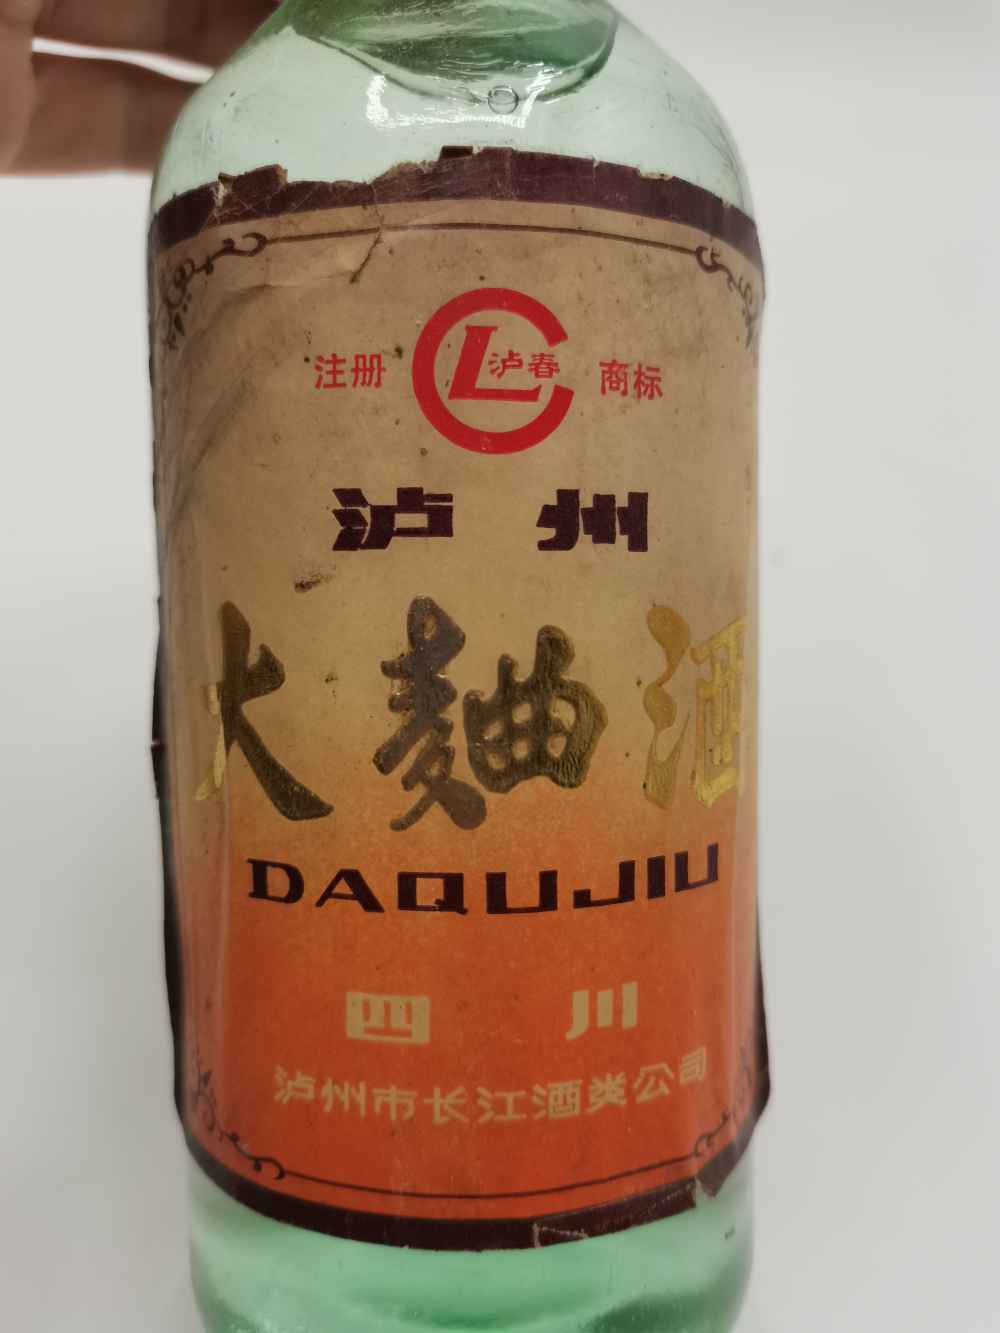 注册 L 泸春 商标
泸州
大麯酒
DAQUJIU
四川
泸州市长江酒类公司